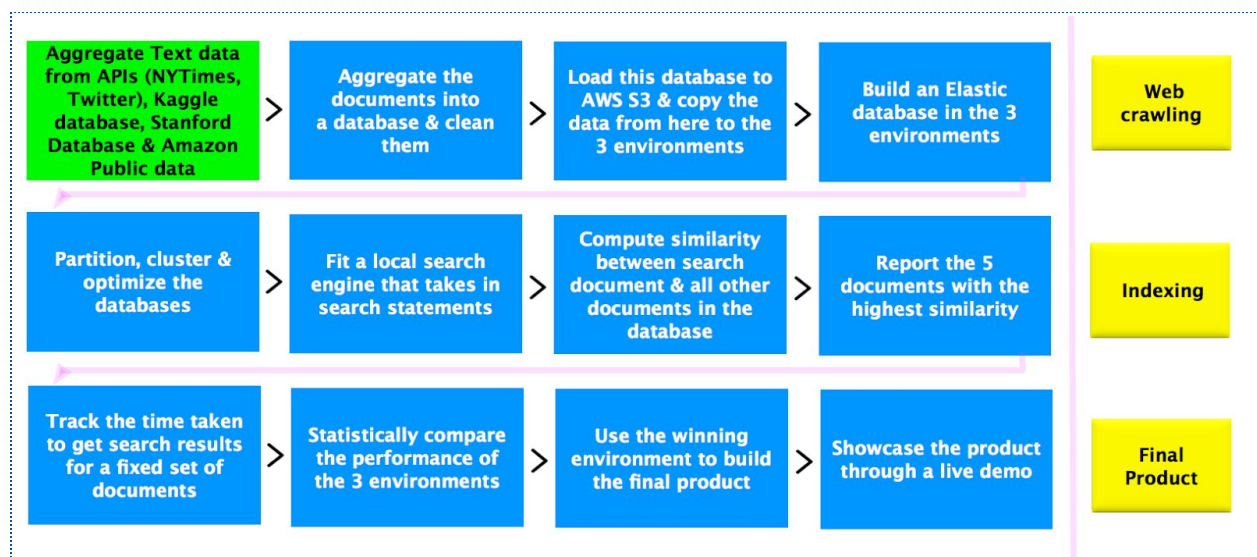 Aggregate Text data
from APIs (NYTimes,
Twitter), Kaggle
database, Stanford
Database & Amazon
Public data
Aggregate the
documents into
a database & clean
them
Load this database to
AWS S3 & copy the
data from here to the
3 environments
Build an Elastic
database in the 3
environments
Web
crawling
Partition, cluster &
optimize the
databases
Fit a local search
engine that takes in
search statements
Compute similarity
between search
document & all other
documents in the
database
Report the 5
documents with the
highest similarity
Indexing
Track the time taken
to get search results
for a fixed set of
documents
Statistically compare
the performance of
the 3 environments
Use the winning
environment to build
the final product
Showcase the product
through a live demo
Final
Product